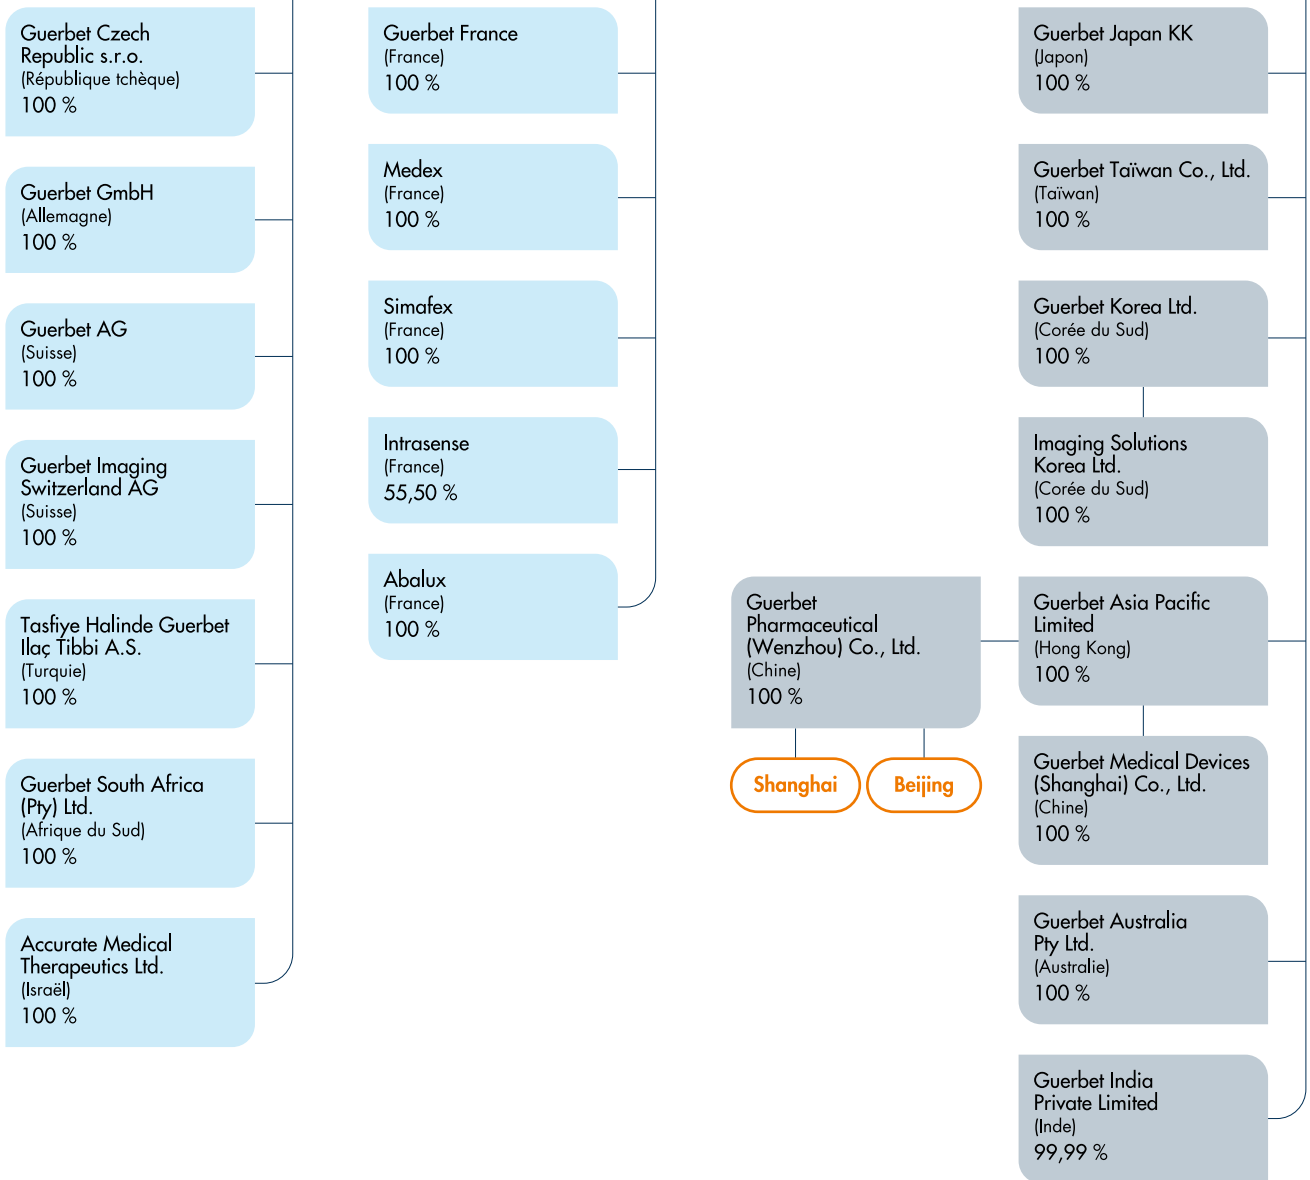 Guerbet Czech
Republic s.r.o.
(République tchèque)
100 %
Guerbet GmbH
(Allemagne)
100 %
Guerbet AG
(Suisse)
100 %
Guerbet Imaging
Switzerland AG
(Suisse)
100 %
Tasfiye Halinde Guerbet
Ilaç Tibbi A.S.
(Turquie)
100 %
Guerbet South Africa
(Pty) Ltd.
(Afrique du Sud)
100 %
Accurate Medical
Therapeutics Ltd.
(Israël)
100 %
Guerbet France
(France)
100 %
Medex
(France)
100 %
Simafex
(France)
100 %
Intrasense
(France)
55,50 %
Abalux
(France)
100 %
Guerbet
Pharmaceutical
(Wenzhou) Co., Ltd.
(Chine)
100 %
Shanghai
Beijing
Guerbet Japan KK
(Japon)
100 %
Guerbet Taïwan Co., Ltd.
(Taïwan)
100 %
Guerbet Korea Ltd.
(Corée du Sud)
100 %
Imaging Solutions
Korea Ltd.
(Corée du Sud)
100 %
Guerbet Asia Pacific
Limited
(Hong Kong)
100 %
Guerbet Medical Devices
(Shanghai) Co., Ltd.
(Chine)
100 %
Guerbet Australia
Pty Ltd.
(Australie)
100 %
Guerbet India
Private Limited
(Inde)
99,99 %